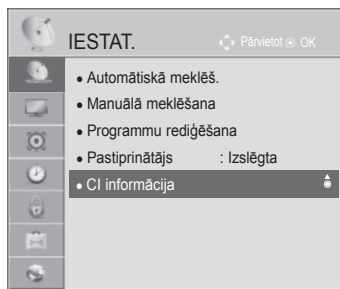 IESTAT. Pārvietot OK
• Automātiskā meklēš.
• Manuālā meklēšana
• Programmu rediģēšana
• Pastiprinātājs : Izslēgta
• CI informācija